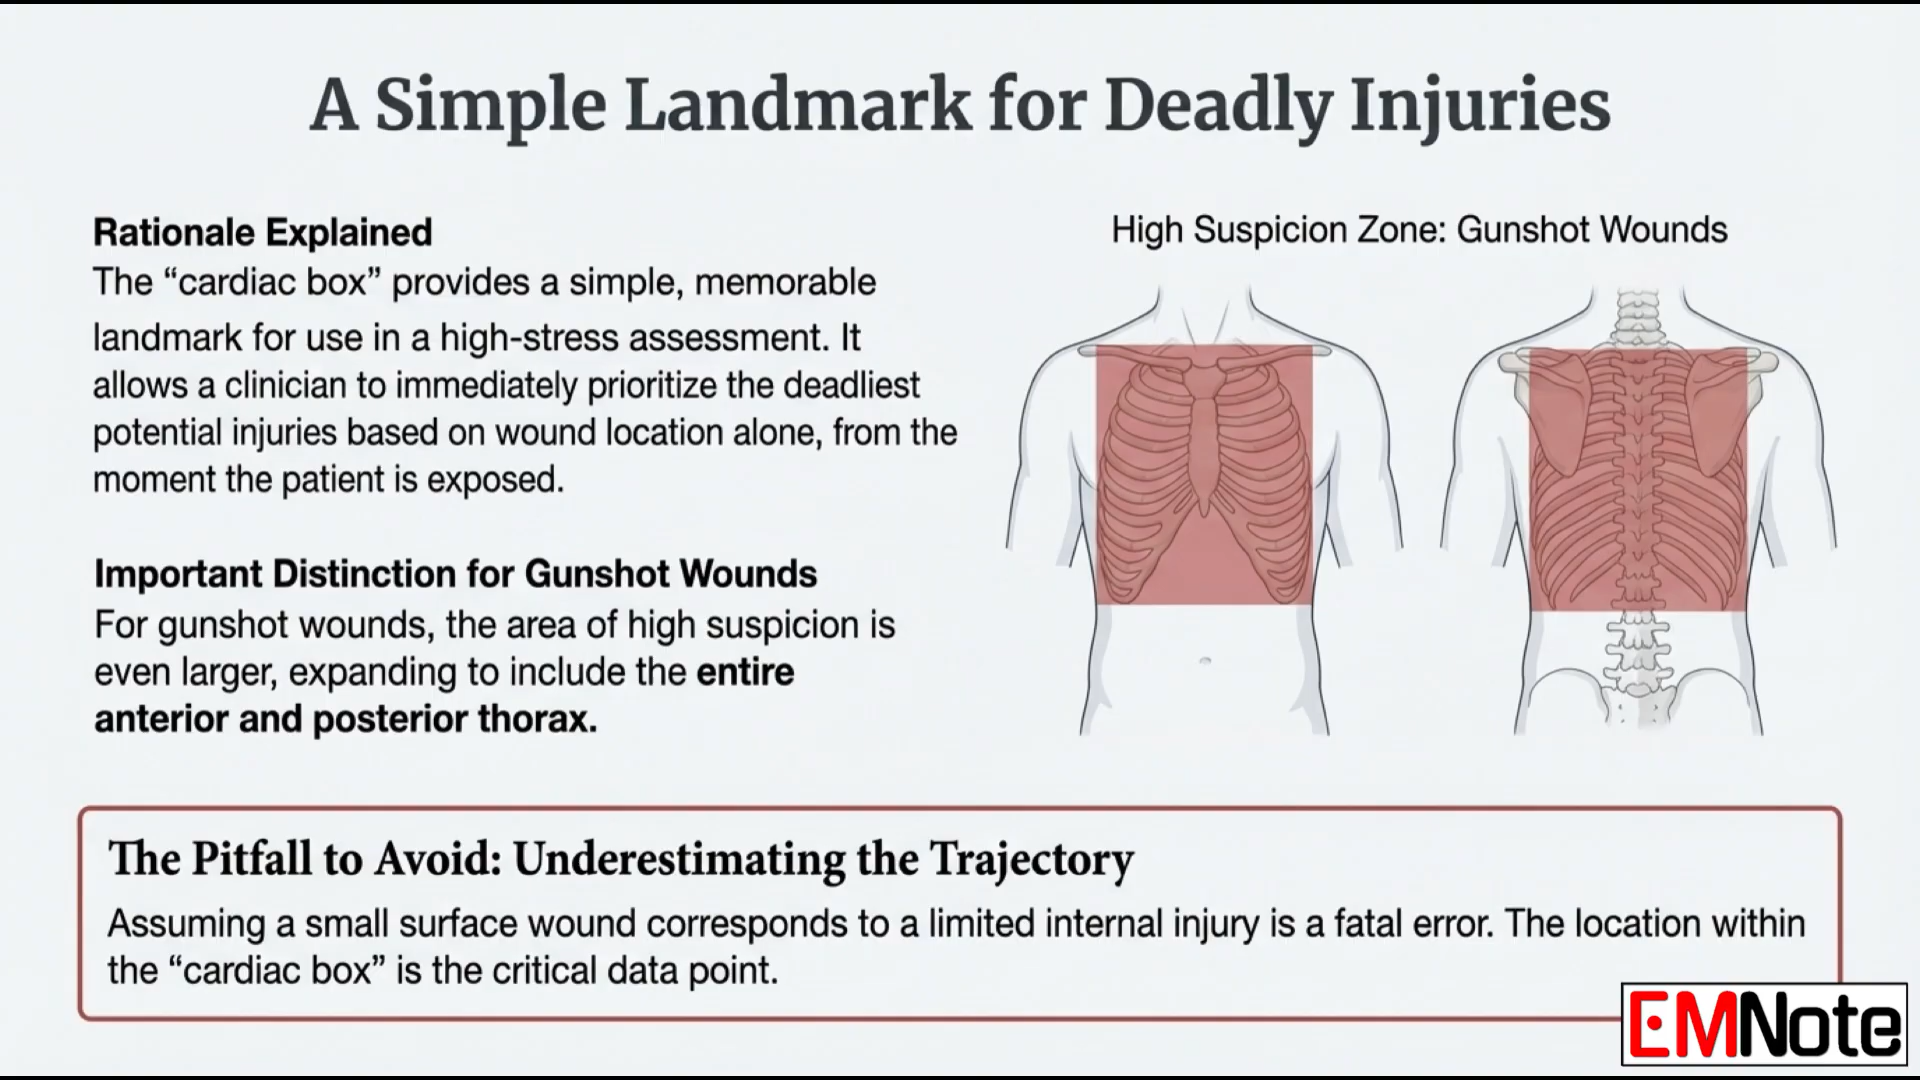 A Simple Landmark for Deadly Injuries
Rationale Explained
The “cardiac box” provides a simple, memorable
landmark for use in a high-stress assessment. It
allows a clinician to immediately prioritize the deadliest
potential injuries based on wound location alone, from the
moment the patient is exposed.
Important Distinction for Gunshot Wounds
For gunshot wounds, the area of high suspicion is
even larger, expanding to include the entire
anterior and posterior thorax.
High Suspicion Zone: Gunshot Wounds
The Pitfall to Avoid: Underestimating the Trajectory
Assuming a small surface wound corresponds to a limited internal injury is a fatal error. The location within
the “cardiac box” is the critical data point.
EMNote